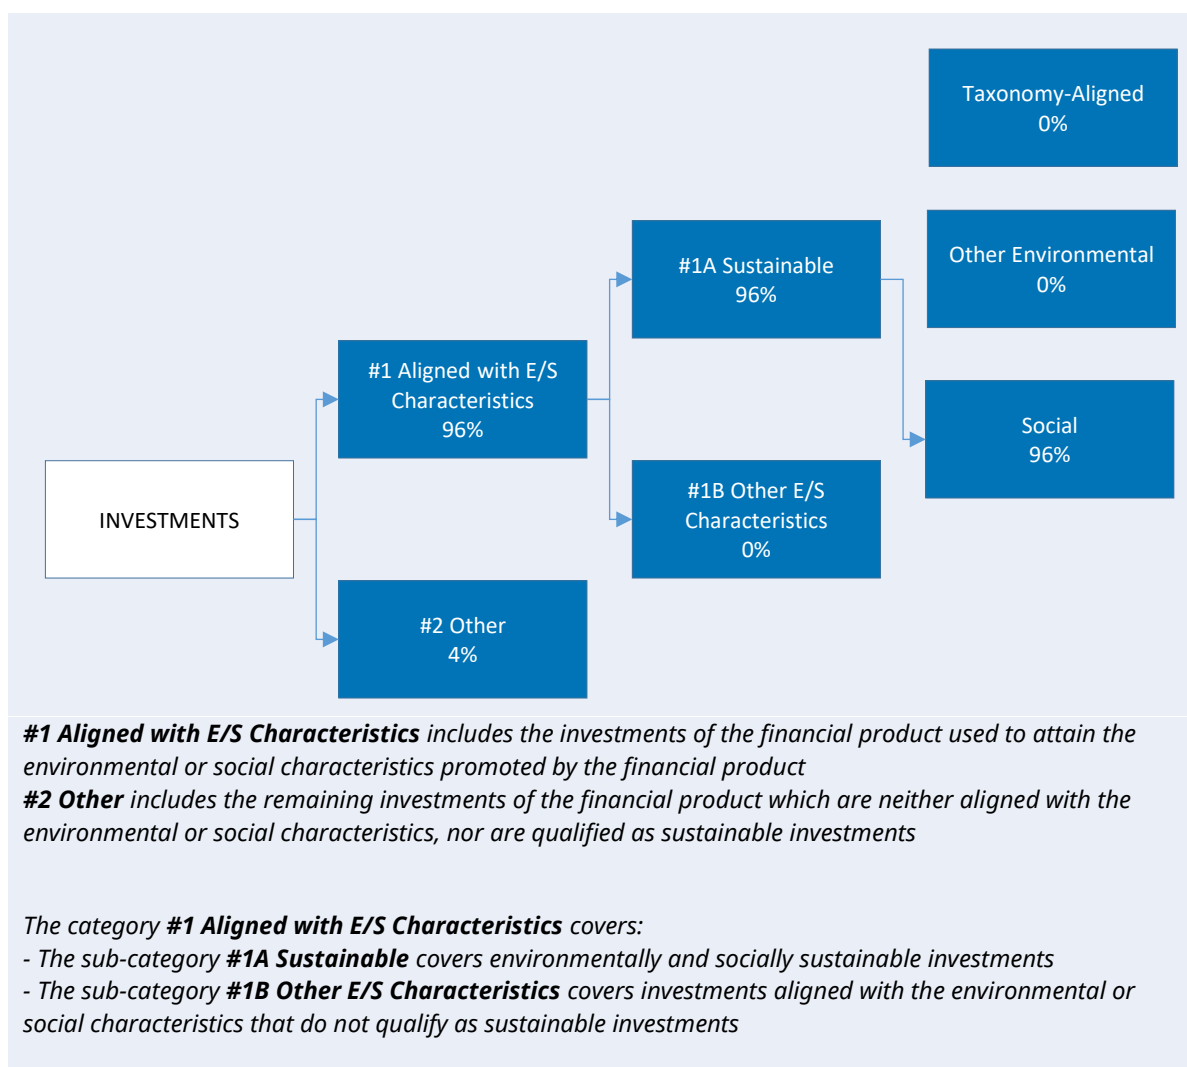 Taxonomy-Aligned
0%
Other Environmental
0%
#1A Sustainable
96%
#1 Aligned with E/S
Characteristics
96%
Social
96%
#1B Other E/S
Characteristics
0%
INVESTMENTS
#2 Other
4%
#1 Aligned with E/S Characteristics includes the investments of the financial product used to attain the
environmental or social characteristics promoted by the financial product
#2 Other includes the remaining investments of the financial product which are neither aligned with the
environmental or social characteristics, nor are qualified as sustainable investments
The category #1 Aligned with E/S Characteristics covers:
- The sub-category #1A Sustainable covers environmentally and socially sustainable investments
- The sub-category #1B Other E/S Characteristics covers investments aligned with the environmental or
social characteristics that do not qualify as sustainable investments